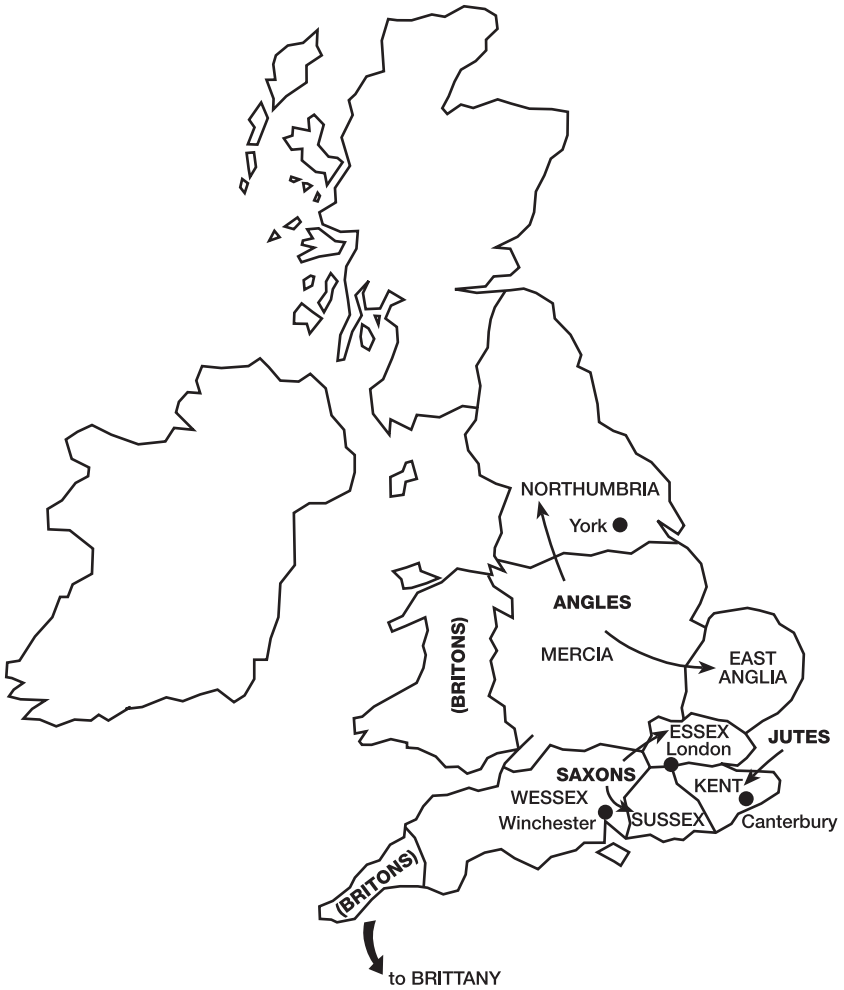 NORTHUMBRIA
York
ANGLES
MERCIA
(BRITONS)
EAST
ANGLIA
ESSEX
London
JUTES
SAXONS
KENT
WESSEX
Winchester
SUSSEX
Canterbury
(BRITONS)
to BRITTANY